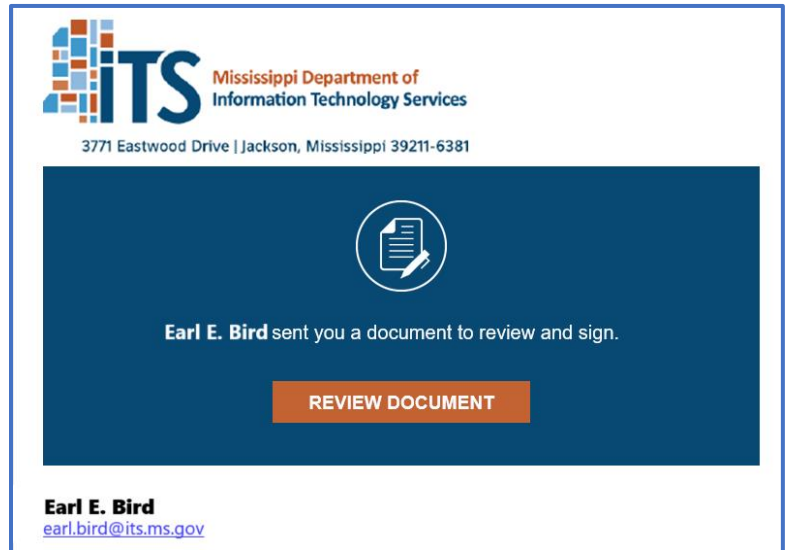 iTS
Mississippi Department of
Information Technology Services
3771 Eastwood Drive | Jackson, Mississippi 39211-6381
Earl E. Bird sent you a document to review and sign.
REVIEW DOCUMENT
Earl E. Bird
earl.bird@its.ms.gov